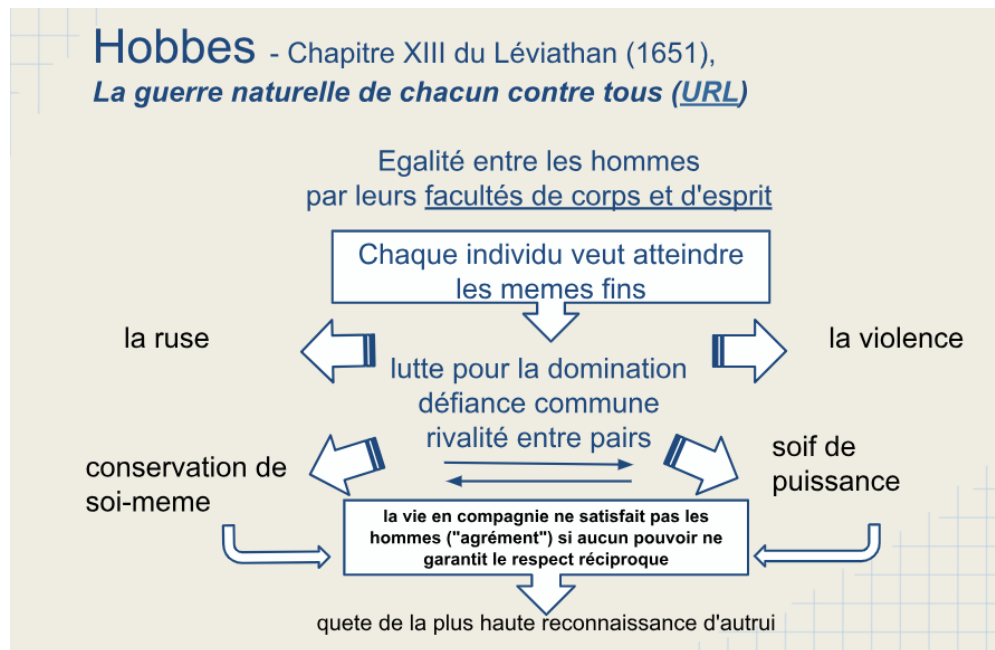 Hobbes - Chapitre XIII du Léviathan (1651),
La guerre naturelle de chacun contre tous (URL)
Egalité entre les hommes
par leurs facultés de corps et d'esprit
Chaque individu veut atteindre
les memes fins
la ruse
la violence
lutte pour la domination
défiance commune
rivalité entre pairs
conservation de
soi-meme
soif de
puissance
la vie en compagnie ne satisfait pas les
hommes ("agrément") si aucun pouvoir ne
garantit le respect réciproque
quete de la plus haute reconnaissance d'autrui